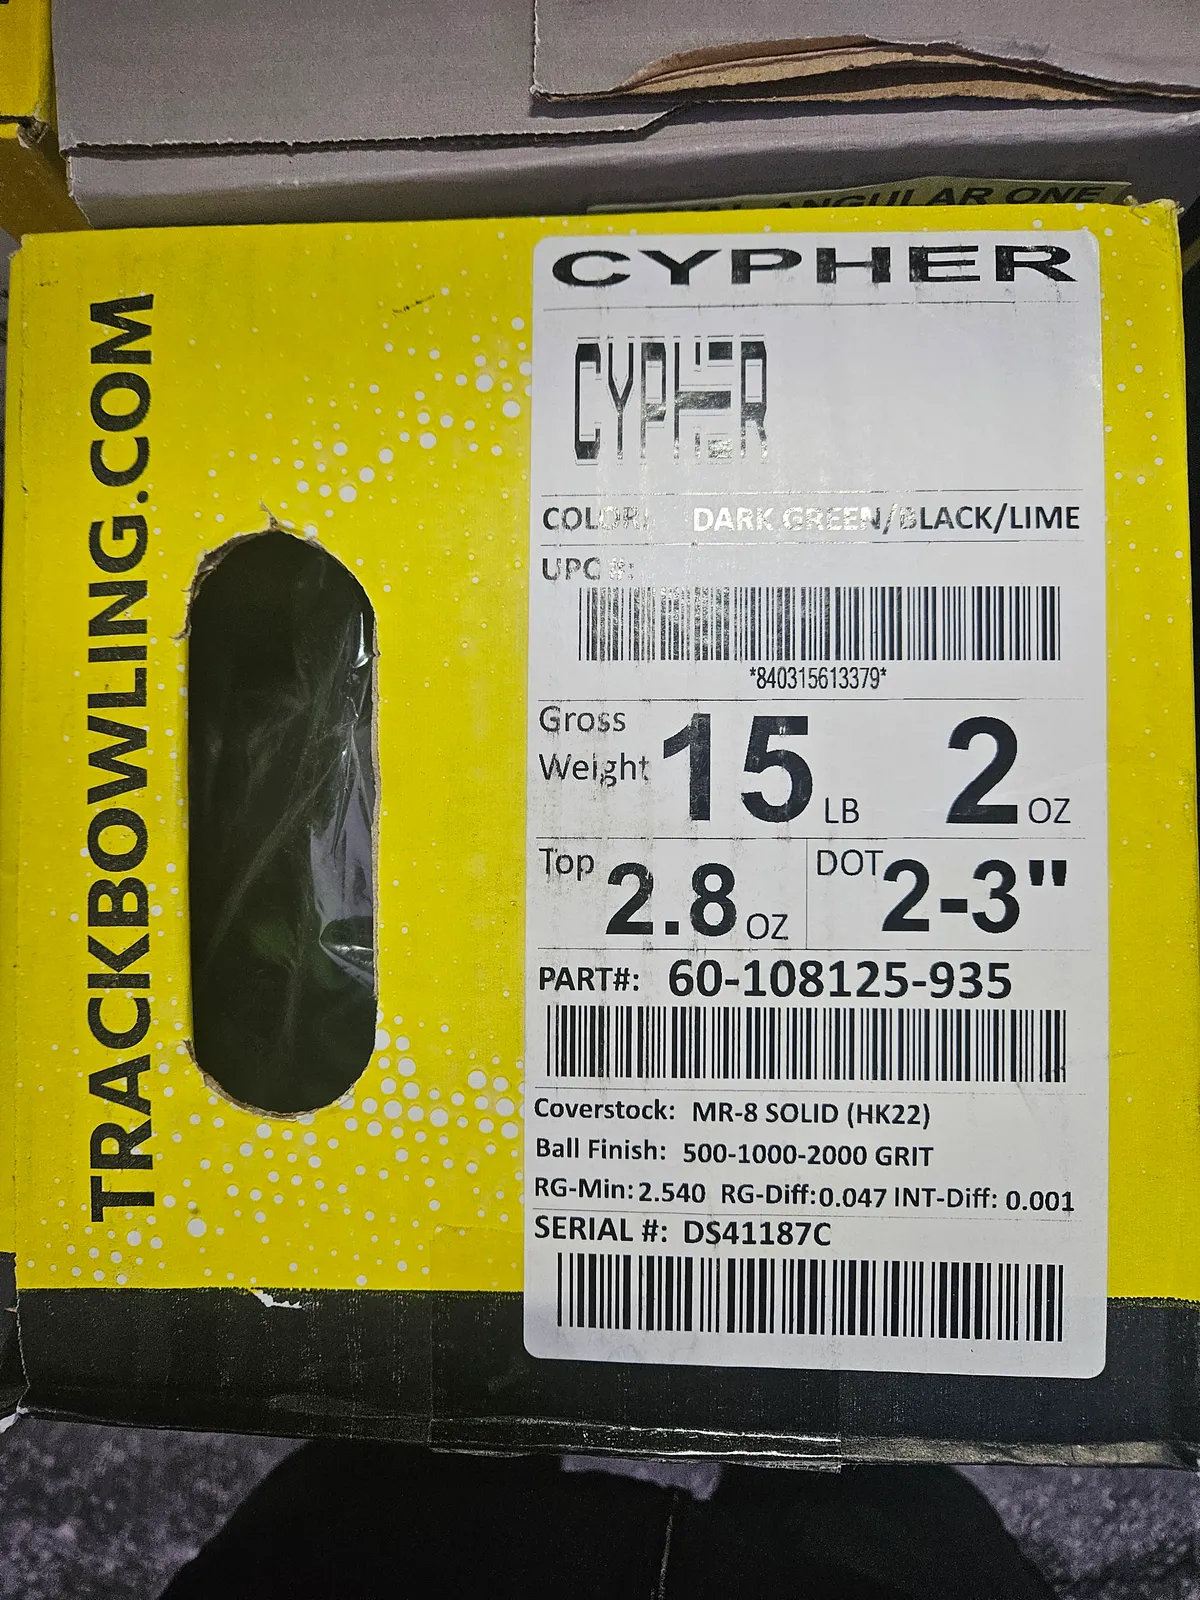 ANGULAR ONE
TRACKBOWLING.COM
CYPHER
CYPHER
COLOR: DARK GREEN/BLACK/LIME
UPC #:
*840315613379*
Gross
Weight 15 LB 2 OZ
Top 2.8 OZ DOT 2-3"
PART#: 60-108125-935
Coverstock: MR-8 SOLID (HK22)
Ball Finish: 500-1000-2000 GRIT
RG-Min: 2.540 RG-Diff: 0.047 INT-Diff: 0.001
SERIAL #: DS41187C